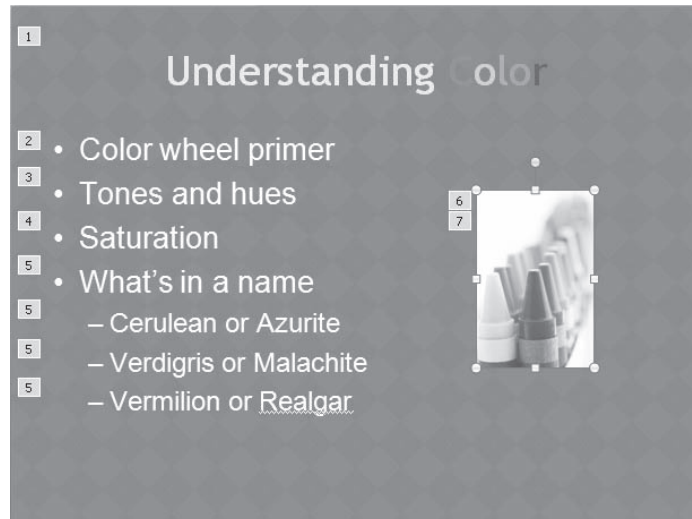 1
Understanding Color
2 • Color wheel primer
3 • Tones and hues
4 • Saturation
5 • What's in a name
5 – Cerulean or Azurite
5 – Verdigris or Malachite
5 – Vermilion or Realgar
6
7